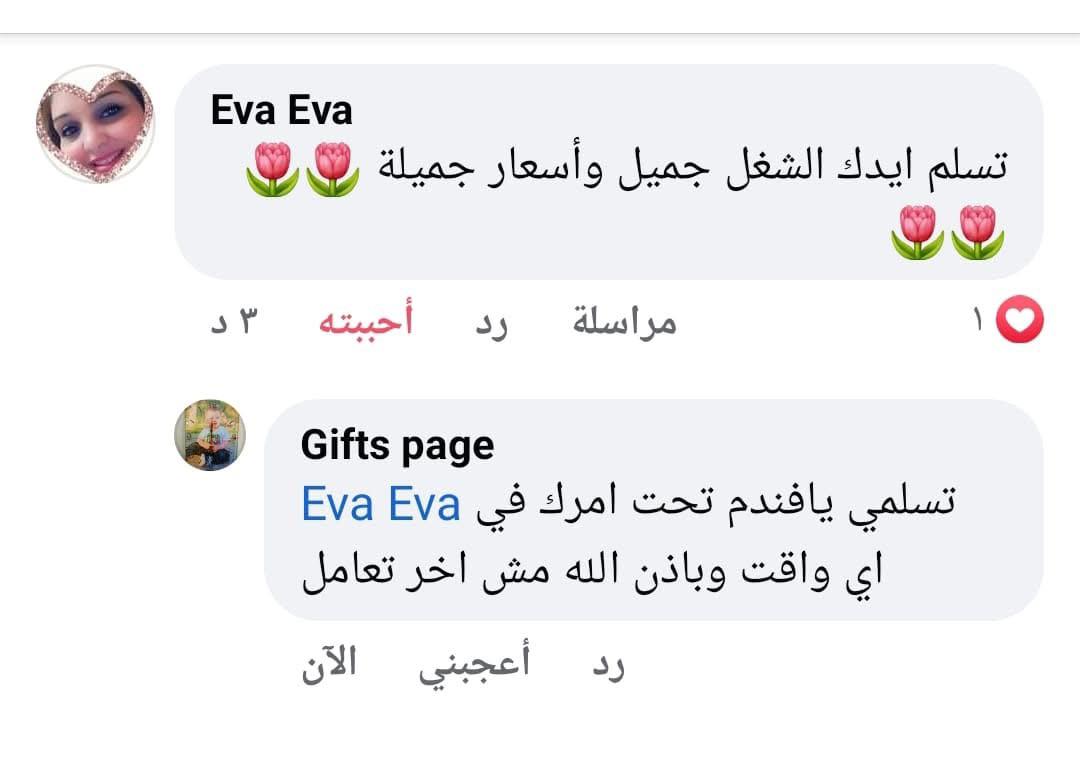 Eva Eva
تسلم ايدك الشغل جميل وأسعار جميلة 🌷🌷
🌷🌷
٣ د أحببته رد مراسلة ١
Gifts page
Eva Eva تسلمي يافندم تحت امرك في
اي واقت وباذن الله مش اخر تعامل
الآن أعجبني رد